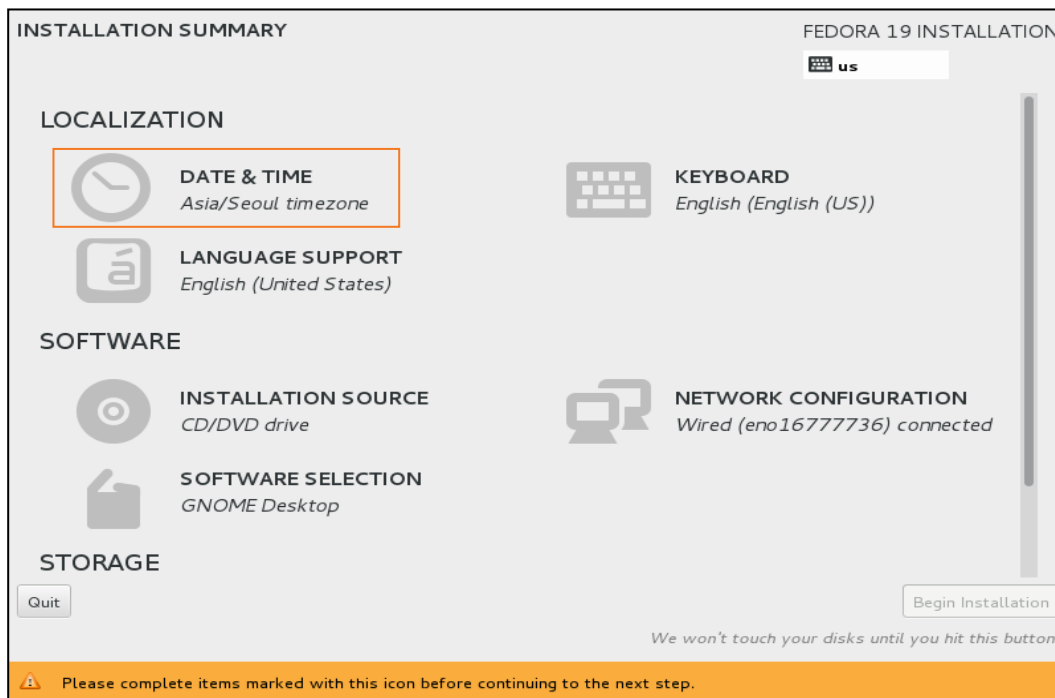 INSTALLATION SUMMARY
FEDORA 19 INSTALLATION
us
LOCALIZATION
DATE & TIME
Asia/Seoul timezone
KEYBOARD
English (English (US))
á
LANGUAGE SUPPORT
English (United States)
SOFTWARE
INSTALLATION SOURCE
CD/DVD drive
NETWORK CONFIGURATION
Wired (eno16777736) connected
SOFTWARE SELECTION
GNOME Desktop
STORAGE
Quit
Begin Installation
We won't touch your disks until you hit this button
Please complete items marked with this icon before continuing to the next step.